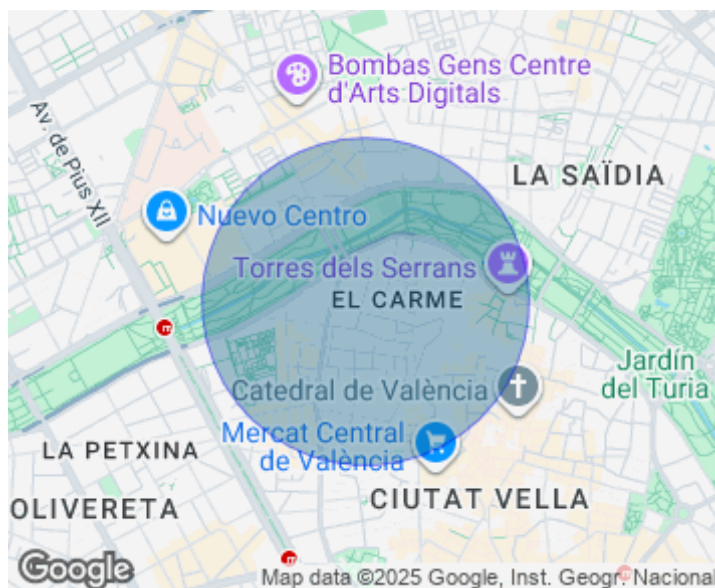 Bombas Gens Centre
d'Arts Digitals
Av. de Pius XII
LA SAÏDIA
Nuevo Centro
Torres dels Serrans
EL CARME
Jardín
del Turia
Catedral de València
Mercat Central
de València
LA PETXINA
OLIVERETA
CIUTAT VELLA
Google
Map data ©2025 Google, Inst. Geogr. Nacional